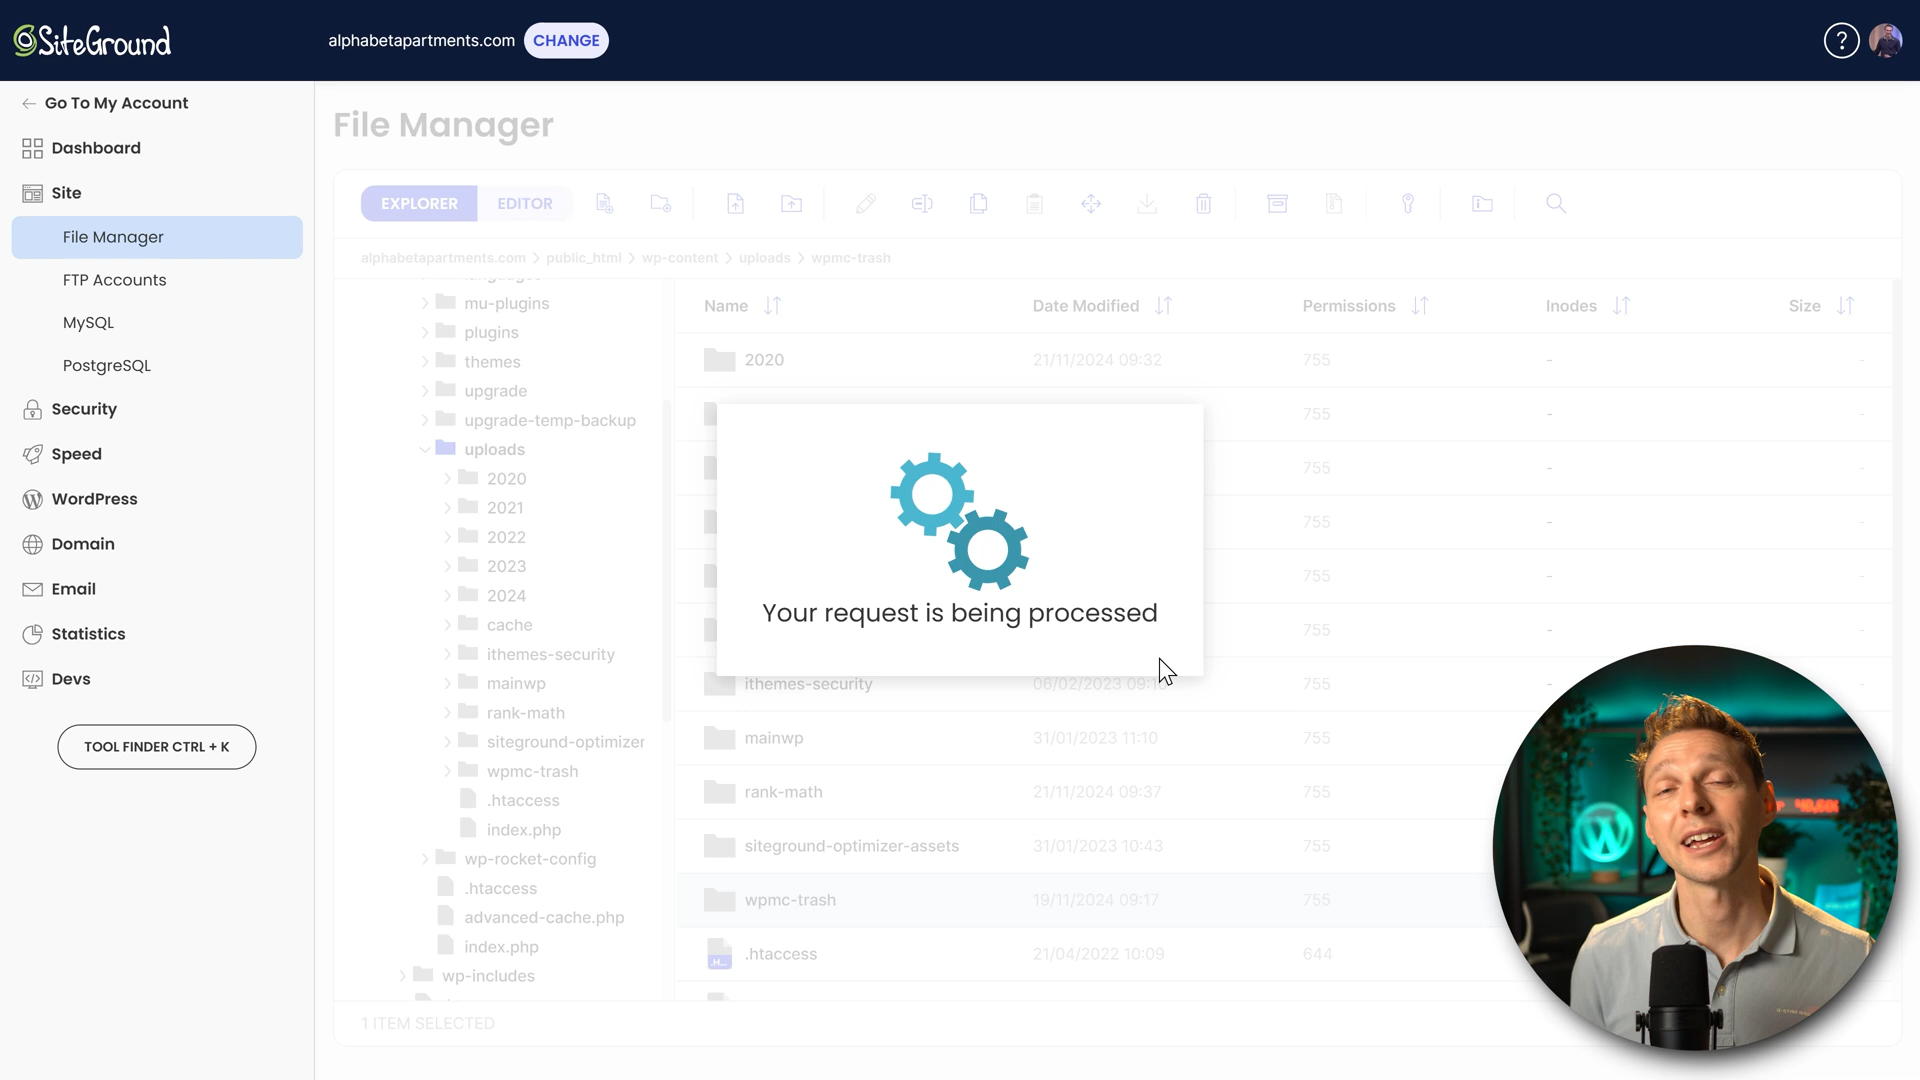 SiteGround
alphabetapartments.com CHANGE
?
Go To My Account
Dashboard
Site
File Manager
FTP Accounts
MySQL
PostgreSQL
Security
Speed
WordPress
Domain
Email
Statistics
Devs
TOOL FINDER CTRL + K
File Manager
EXPLORER EDITOR
alphabetapartments.com > public_html > wp-content > uploads > wpmc-trash
mu-plugins
plugins
themes
upgrade
upgrade-temp-backup
uploads
2020
2021
2022
2023
2024
cache
ithemes-security
mainwp
rank-math
siteground-optimizer
wpmc-trash
.htaccess
index.php
wp-rocket-config
.htaccess
advanced-cache.php
index.php
wp-includes
Name Date Modified Permissions Inodes Size
2020 21/11/2024 09:32 755 - -
755 - -
755 - -
755 - -
755 - -
755 - -
ithemes-security 06/02/2023 09:1 755 - -
mainwp 31/01/2023 11:10 755
rank-math 21/11/2024 09:37 755
siteground-optimizer-assets 31/01/2023 10:43 755
wpmc-trash 19/11/2024 09:17 755
.htaccess 21/04/2022 10:09 644
1 ITEM SELECTED
Your request is being processed